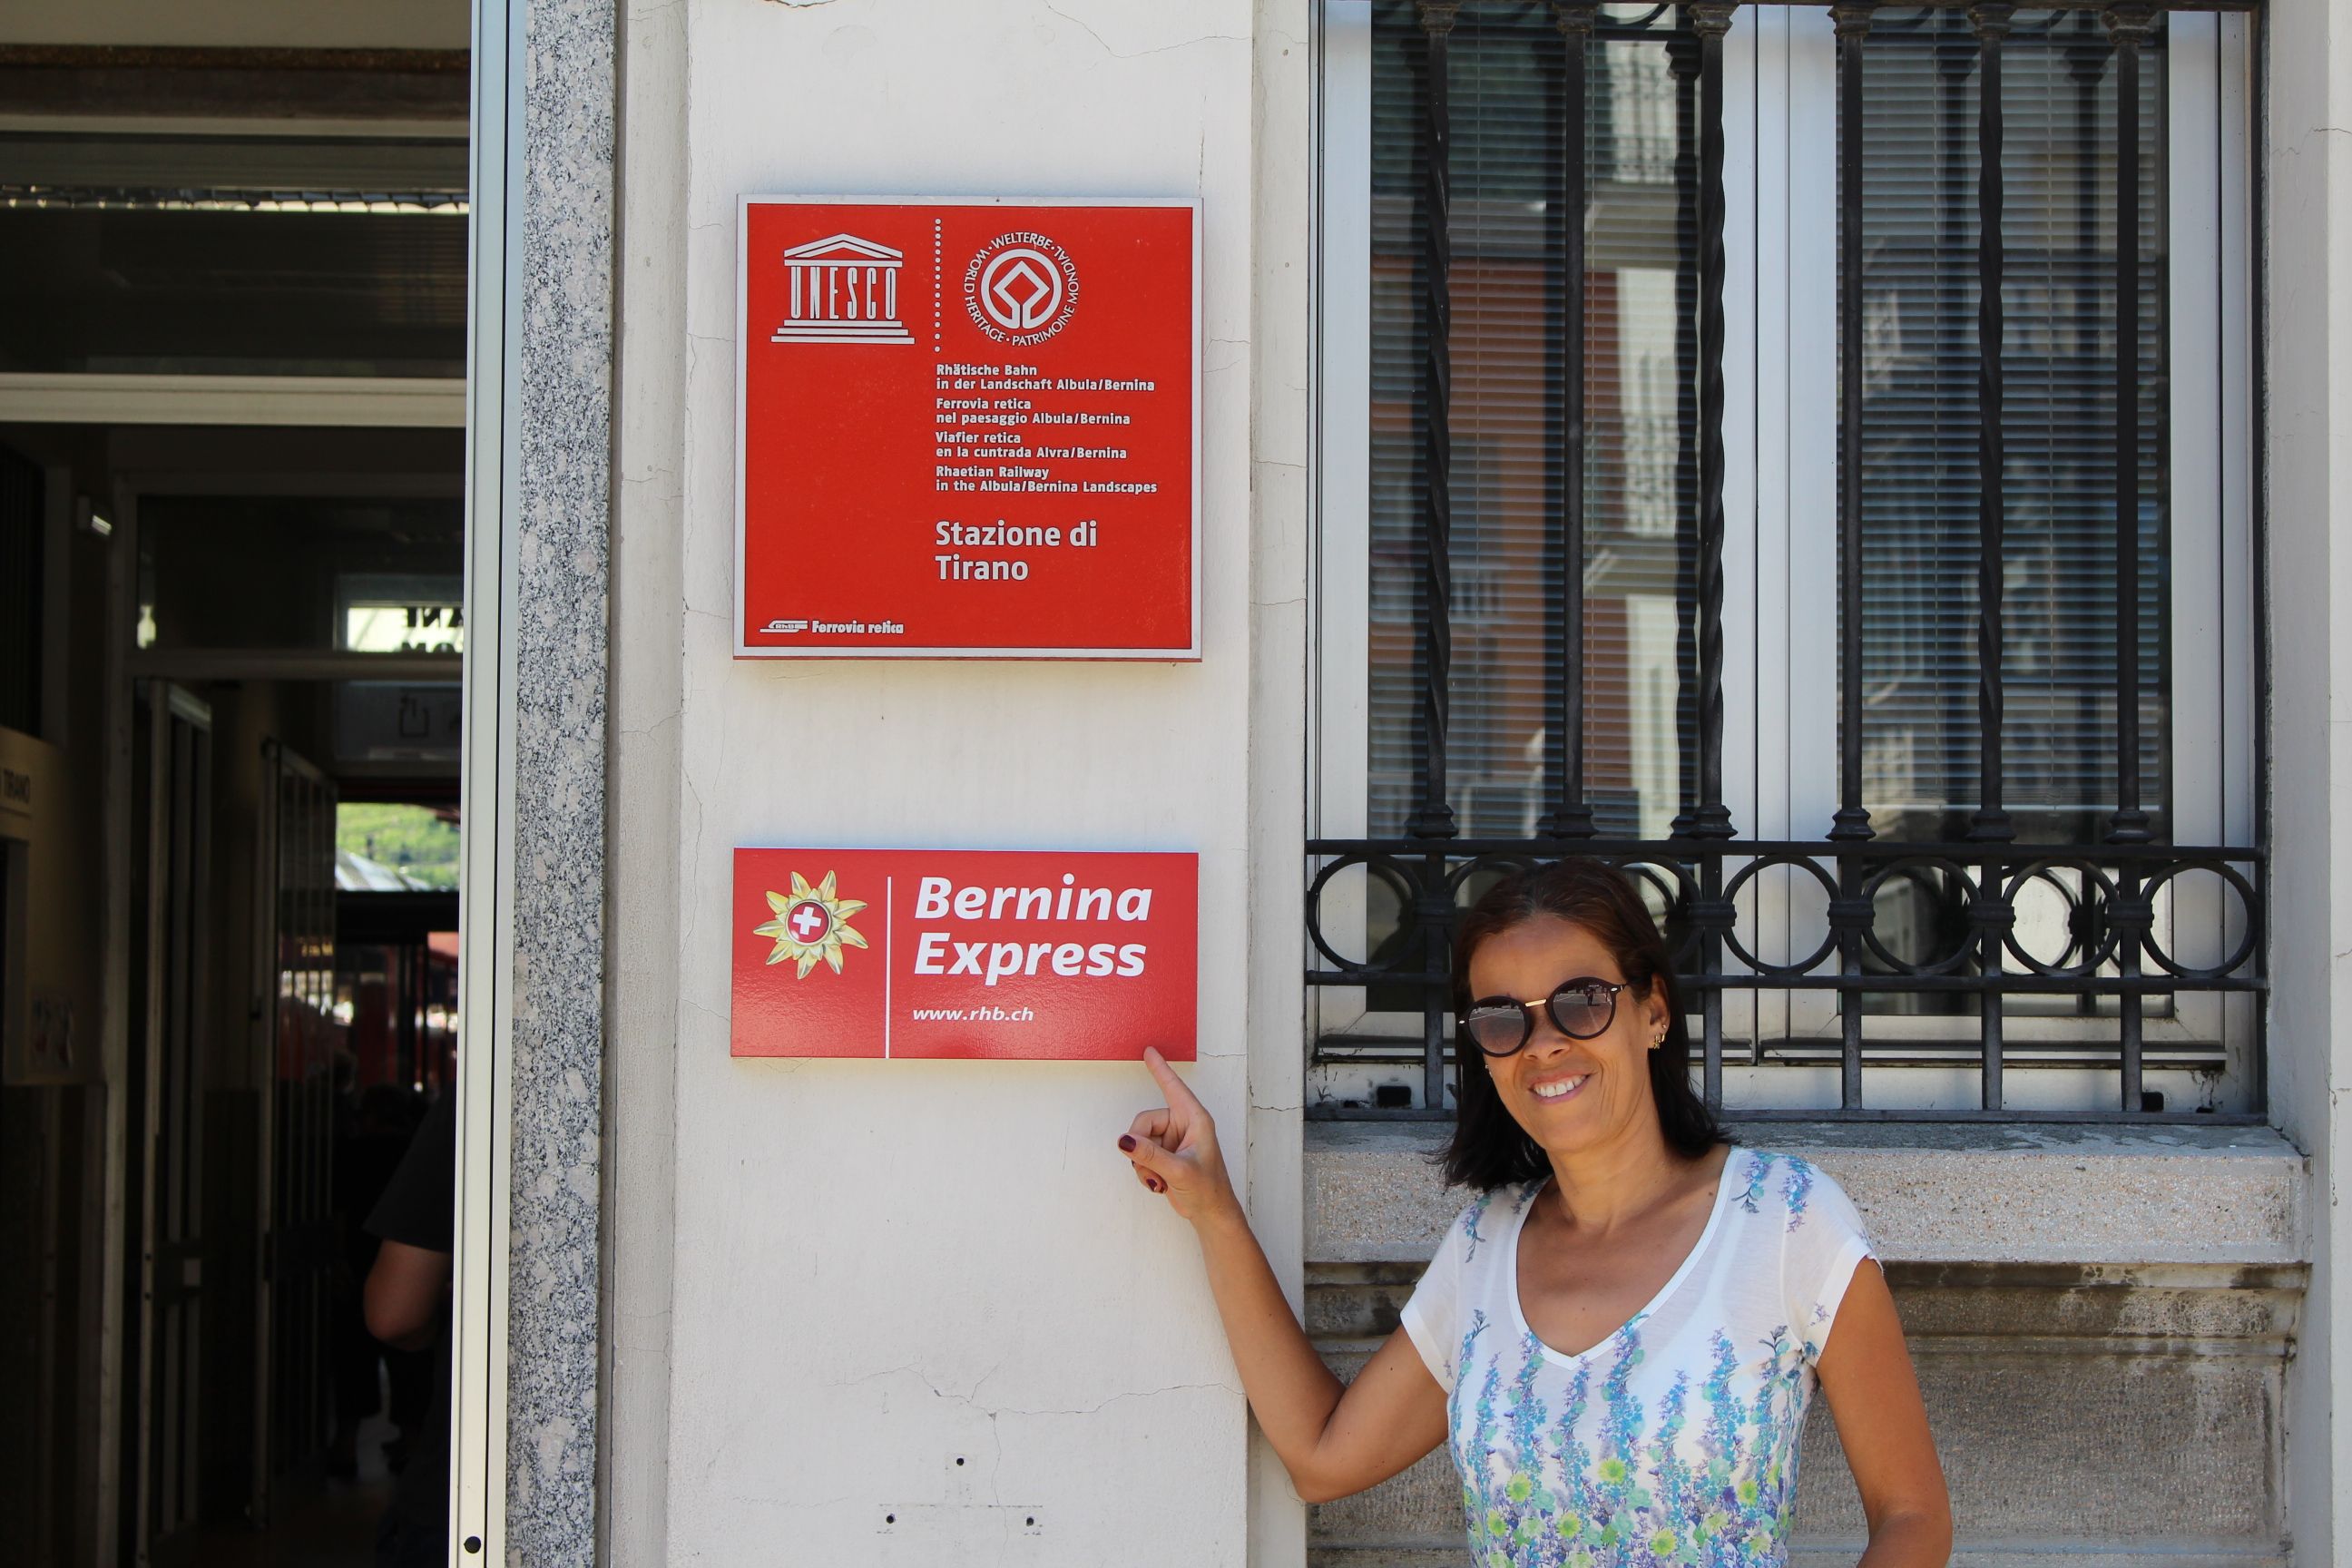 UNESCO
WORLD HERITAGE · WELTERBE · PATRIMOINE MONDIAL ·
Rhätische Bahn
in der Landschaft Albula/Bernina
Ferrovia retica
nel paesaggio Albula/Bernina
Viafier retica
en la cuntrada Alvra/Bernina
Rhaetian Railway
in the Albula/Bernina Landscapes
Stazione di
Tirano
RhB Ferrovia retica
Bernina
Express
www.rhb.ch
TIRANO